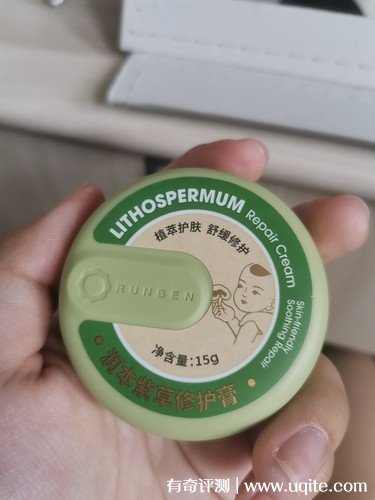 LITHOSPERMUM Repair Cream
植萃护肤 舒缓修护
RUNBEN
Skin-friendly
Soothing Repair
净含量:15g
润本紫草修护膏
有奇评测 | www.uqite.com